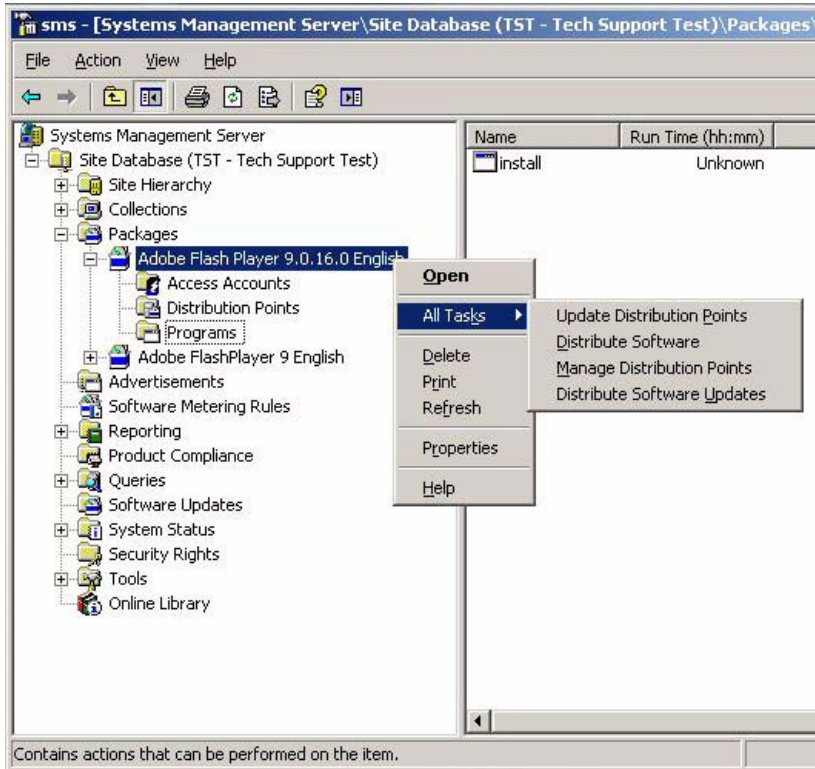 sms - [Systems Management Server\Site Database (TST - Tech Support Test)\Packages\
File Action View Help
Systems Management Server
Site Database (TST - Tech Support Test)
Site Hierarchy
Collections
Packages
Adobe Flash Player 9.0.16.0 English
Access Accounts
Distribution Points
Programs
Adobe FlashPlayer 9 English
Advertisements
Software Metering Rules
Reporting
Product Compliance
Queries
Software Updates
System Status
Security Rights
Tools
Online Library
Name Run Time (hh:mm)
install Unknown
Open
All Tasks
Delete
Print
Refresh
Properties
Help
Update Distribution Points
Distribute Software
Manage Distribution Points
Distribute Software Updates
Contains actions that can be performed on the item.